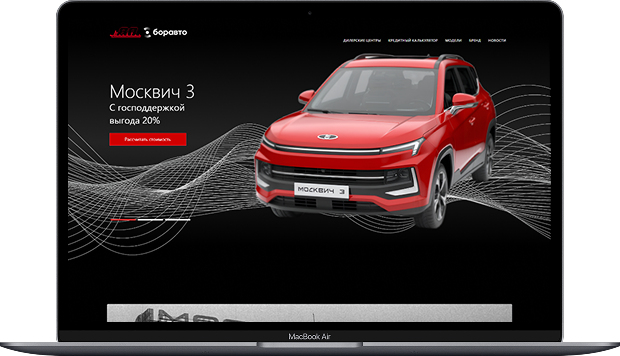 боравто
ДИЛЕРСКИЕ ЦЕНТРЫ КРЕДИТНЫЙ КАЛЬКУЛЯТОР МОДЕЛИ БРЕНД НОВОСТИ
Москвич 3
С господдержкой
выгода 20%
Рассчитать стоимость
МОСКВИЧ 3
MacBook Air